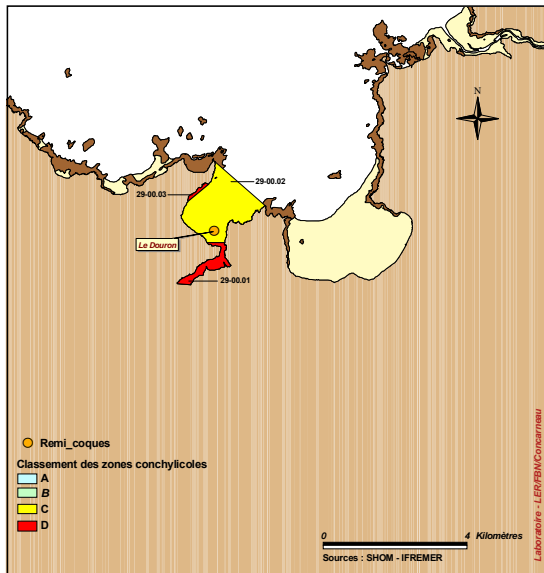 N
29-00.02
29-00.03
Le Douron
29-00.01
Remi_coques
Classement des zones conchylicoles
A
B
C
D
0 4 Kilomètres
Sources : SHOM - IFREMER
Laboratoire - LER/FBN/Concarneau